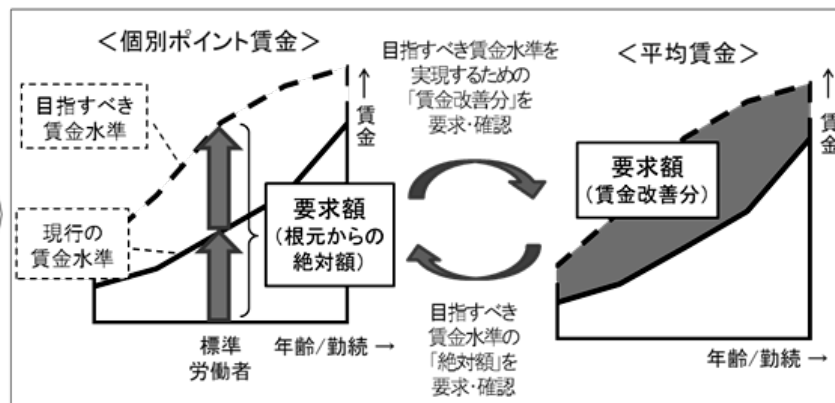 <個別ポイント賃金>
目指すべき
賃金水準
現行の
賃金水準
↑賃金
要求額
(根元からの
絶対額)
標準
労働者
年齢/勤続 →
目指すべき賃金水準を
実現するための
「賃金改善分」を
要求・確認
目指すべき
賃金水準の
「絶対額」を
要求・確認
<平均賃金>
↑賃金
要求額
(賃金改善分)
年齢/勤続 →